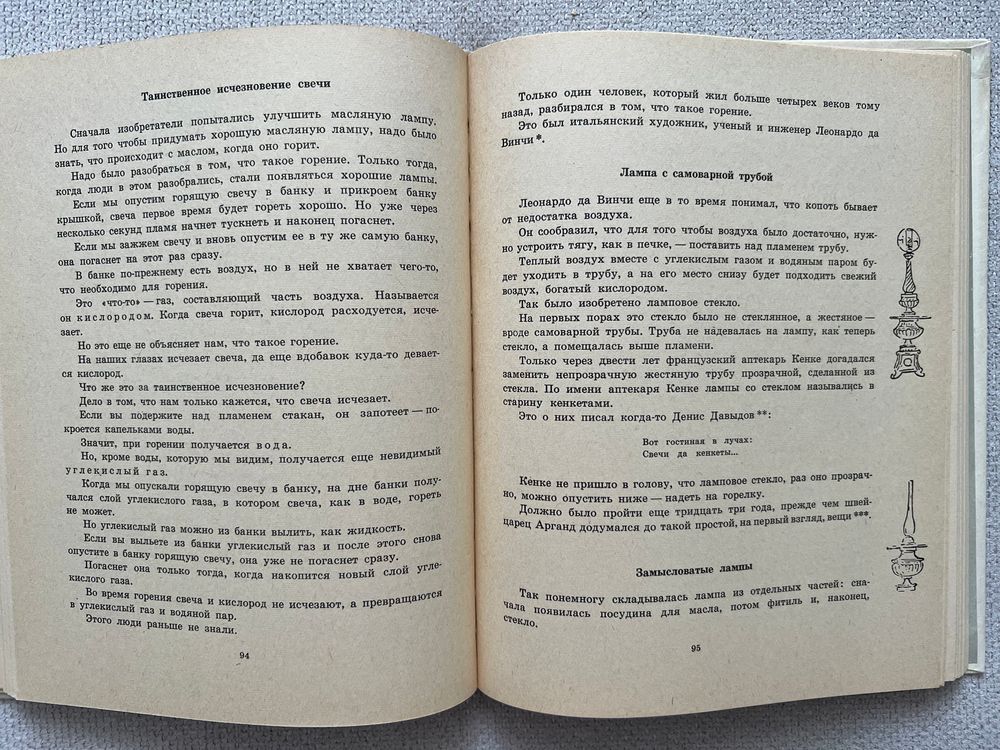 Таинственное исчезновение свечи
Сначала изобретатели попытались улучшить масляную лампу.
Но для того чтобы придумать хорошую масляную лампу, надо было
знать, что происходит с маслом, когда оно горит.
Надо было разобраться в том, что такое горение. Только тогда,
когда люди в этом разобрались, стали появляться хорошие лампы.
Если мы опустим горящую свечу в банку и прикроем банку
крышкой, свеча первое время будет гореть хорошо. Но уже через
несколько секунд пламя начнет тускнеть и наконец погаснет.
Если мы зажжем свечу и вновь опустим ее в ту же самую банку,
она погаснет на этот раз сразу.
В банке по-прежнему есть воздух, но в ней не хватает чего-то,
что необходимо для горения.
Это «что-то» — газ, составляющий часть воздуха. Называется
он кислородом. Когда свеча горит, кислород расходуется, исче-
зает.
Но это еще не объясняет нам, что такое горение.
На наших глазах исчезает свеча, да еще вдобавок куда-то девает-
ся кислород.
Что же это за таинственное исчезновение?
Дело в том, что нам только кажется, что свеча исчезает.
Если вы подержите над пламенем стакан, он запотеет — по-
кроется капельками воды.
Значит, при горении получается вода.
Но, кроме воды, которую мы видим, получается еще невидимый
углекислый газ.
Когда мы опускали горящую свечу в банку, на дне банки полу-
чался слой углекислого газа, в котором свеча, как в воде, гореть
не может.
Но углекислый газ можно из банки вылить, как жидкость.
Если вы выльете из банки углекислый газ и после этого снова
опустите в банку горящую свечу, она уже не погаснет сразу.
Погаснет она только тогда, когда накопится новый слой угле-
кислого газа.
Во время горения свеча и кислород не исчезают, а превращаются
в углекислый газ и водяной пар.
Этого люди раньше не знали.
94
Только один человек, который жил больше четырех веков тому
назад, разбирался в том, что такое горение.
Это был итальянский художник, ученый и инженер Леонардо да
Винчи *.
Лампа с самоварной трубой
Леонардо да Винчи еще в то время понимал, что копоть бывает
от недостатка воздуха.
Он сообразил, что для того чтобы воздуха было достаточно, нуж-
но устроить тягу, как в печке, — поставить над пламенем трубу.
Теплый воздух вместе с углекислым газом и водяным паром бу-
дет уходить в трубу, а на его место снизу будет подходить свежий
воздух, богатый кислородом.
Так было изобретено ламповое стекло.
На первых порах это стекло было не стеклянное, а жестяное —
вроде самоварной трубы. Труба не надевалась на лампу, как теперь
стекло, а помещалась выше пламени.
Только через двести лет французский аптекарь Кенке догадался
заменить непрозрачную жестяную трубу прозрачной, сделанной из
стекла. По имени аптекаря Кенке лампы со стеклом назывались в
старину кенкетами.
Это о них писал когда-то Денис Давыдов **:
Вот гостиная в лучах:
Свечи да кенкеты...
Кенке не пришло в голову, что ламповое стекло, раз оно прозрач-
но, можно опустить ниже — надеть на горелку.
Должно было пройти еще тридцать три года, прежде чем швей-
царец Арганд додумался до такой простой, на первый взгляд, вещи ***.
Замысловатые лампы
Так понемногу складывалась лампа из отдельных частей: сна-
чала появилась посудина для масла, потом фитиль и, наконец,
стекло.
95